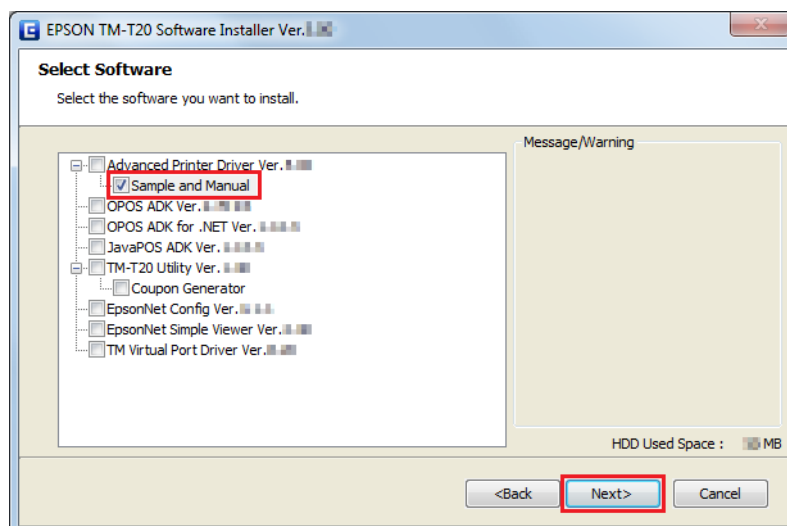 EPSON TM-T20 Software Installer Ver.
Select Software
Select the software you want to install.
Message/Warning
Advanced Printer Driver Ver.
Sample and Manual
OPOS ADK Ver.
OPOS ADK for .NET Ver.
JavaPOS ADK Ver.
TM-T20 Utility Ver.
Coupon Generator
EpsonNet Config Ver.
EpsonNet Simple Viewer Ver.
TM Virtual Port Driver Ver.
HDD Used Space : MB
<Back Next> Cancel